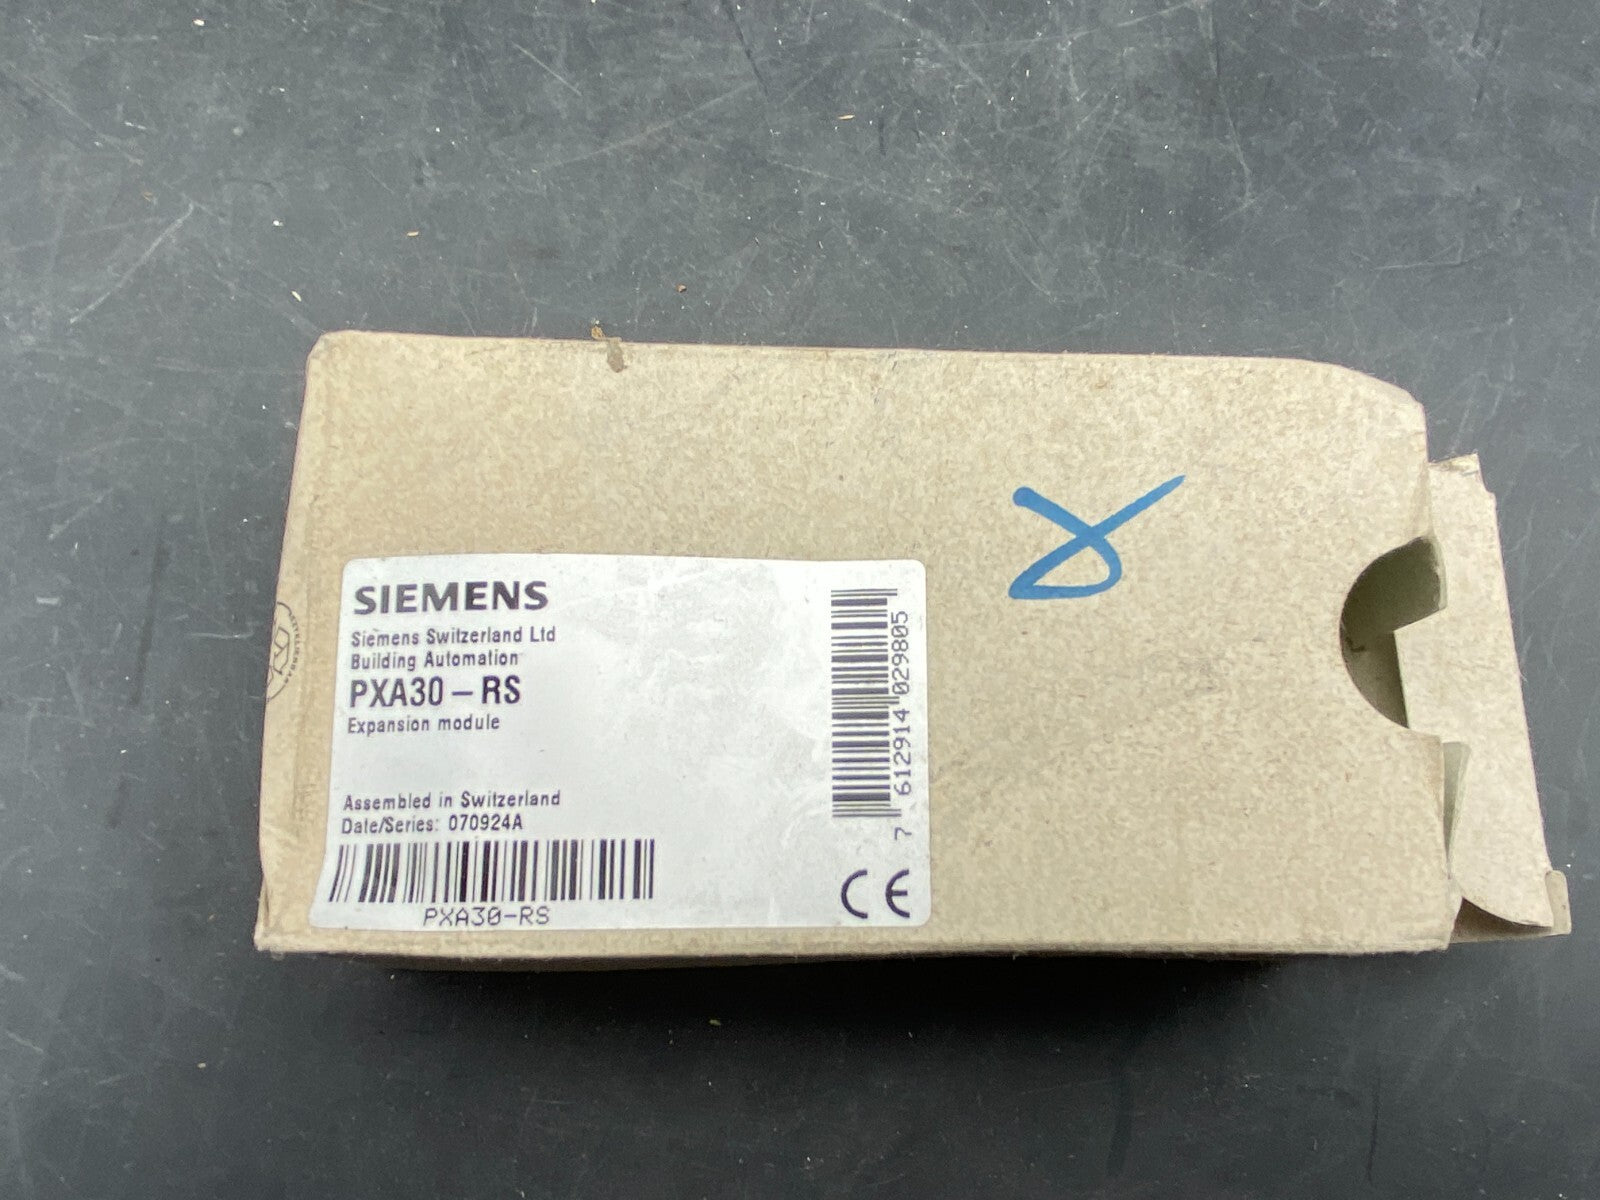 SIEMENS
Siemens Switzerland Ltd
Building Automation
PXA30 – RS
Expansion module
Assembled in Switzerland
Date/Series: 070924A
PXA30-RS
7 612914 029805
CE